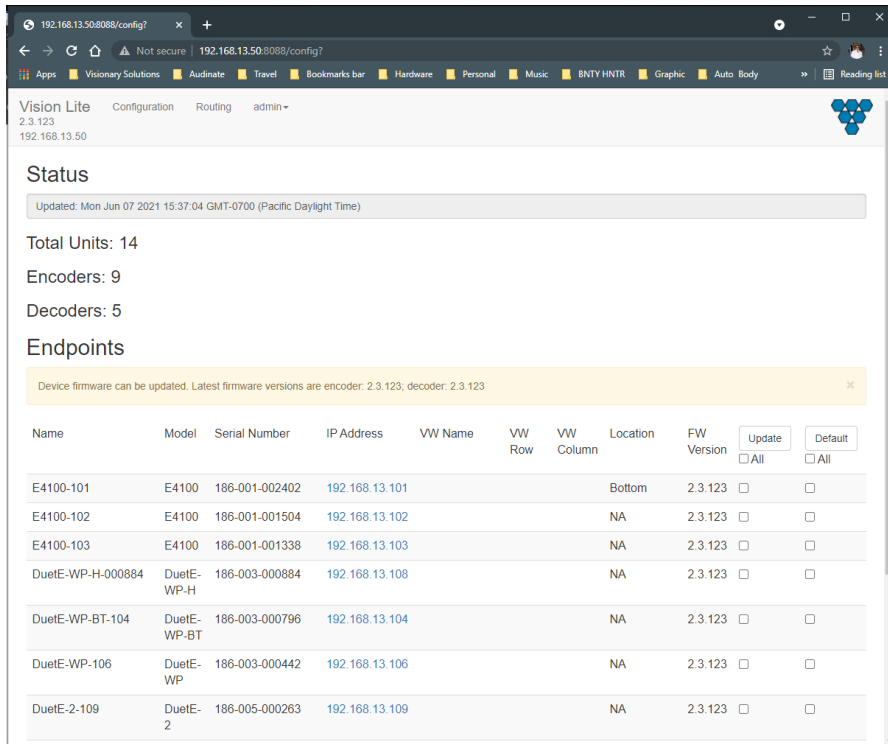 192.168.13.50:8088/config?
Not secure | 192.168.13.50:8088/config?
Apps Visionary Solutions Audinate Travel Bookmarks bar Hardware Personal Music BNTY HNTR Graphic Auto Body » Reading list
Vision Lite Configuration Routing admin
2.3.123
192.168.13.50
Status
Updated: Mon Jun 07 2021 15:37:04 GMT-0700 (Pacific Daylight Time)
Total Units: 14
Encoders: 9
Decoders: 5
Endpoints
Device firmware can be updated. Latest firmware versions are encoder: 2.3.123; decoder: 2.3.123 ×
Name Model Serial Number IP Address VW Name VW Location FW Update Default
Row
VW
Column
Version All All
E4100-101 E4100 186-001-002402 192.168.13.101 Bottom 2.3.123
E4100-102 E4100 186-001-001504 192.168.13.102 NA 2.3.123
E4100-103 E4100 186-001-001338 192.168.13.103 NA 2.3.123
DuetE-WP-H-000884 DuetE- 186-003-000884 192.168.13.108 NA 2.3.123
WP-H
DuetE-WP-BT-104 DuetE- 186-003-000796 192.168.13.104 NA 2.3.123
WP-BT
DuetE-WP-106 DuetE- 186-003-000442 192.168.13.106 NA 2.3.123
WP
DuetE-2-109 DuetE- 186-005-000263 192.168.13.109 NA 2.3.123
2